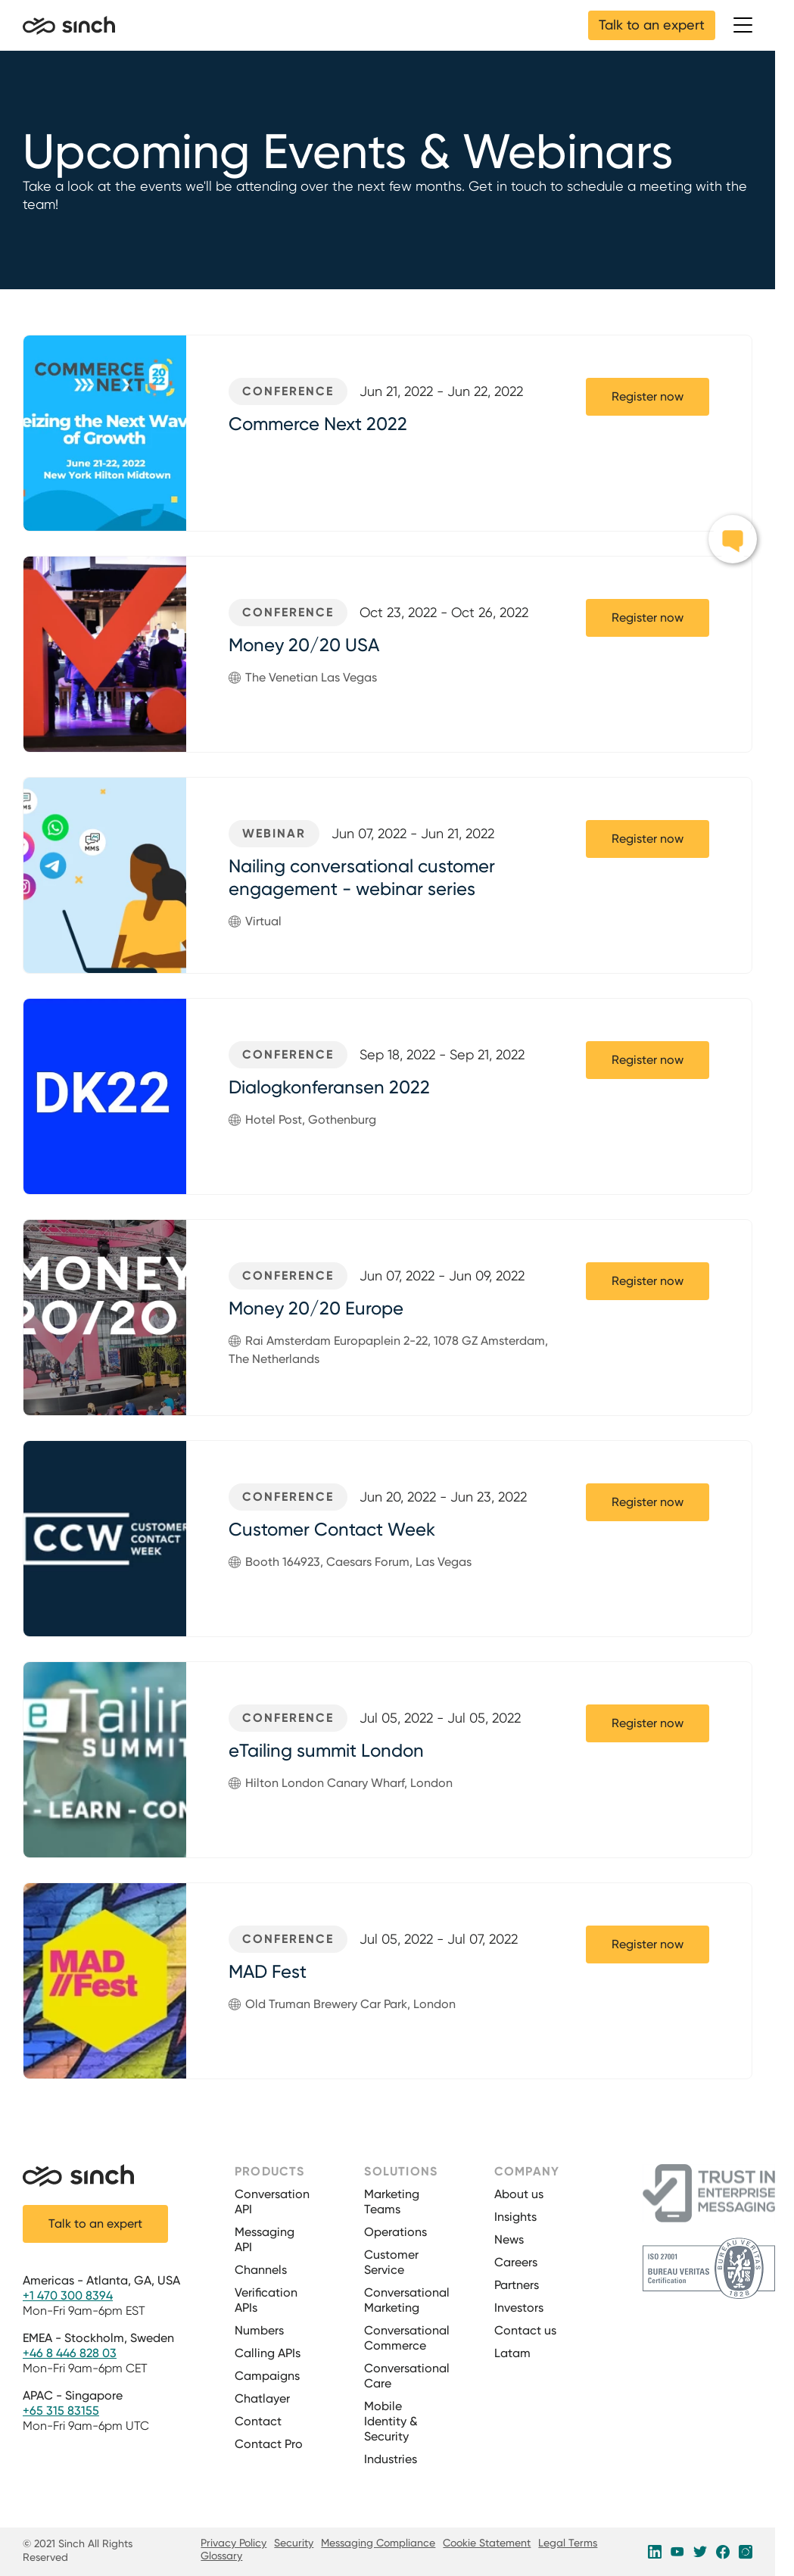 sinch
Talk to an expert
Upcoming Events & Webinars
Take a look at the events we'll be attending over the next few months. Get in touch to schedule a meeting with the
team!
COMMERCE
NEXT 2022
eizing the Next Wav
of Growth
June 21-22, 2022
New York Hilton Midtown
CONFERENCE Jun 21, 2022 - Jun 22, 2022
Commerce Next 2022
Register now
CONFERENCE Oct 23, 2022 - Oct 26, 2022
Money 20/20 USA
The Venetian Las Vegas
Register now
MMS
WEBINAR Jun 07, 2022 - Jun 21, 2022
Nailing conversational customer
engagement - webinar series
Virtual
Register now
DK22
CONFERENCE Sep 18, 2022 - Sep 21, 2022
Dialogkonferansen 2022
Hotel Post, Gothenburg
Register now
MONEY
20/20
CONFERENCE Jun 07, 2022 - Jun 09, 2022
Money 20/20 Europe
Rai Amsterdam Europaplein 2-22, 1078 GZ Amsterdam,
The Netherlands
Register now
CCW CUSTOMER
CONTACT
WEEK
CONFERENCE Jun 20, 2022 - Jun 23, 2022
Customer Contact Week
Booth 164923, Caesars Forum, Las Vegas
Register now
eTailin
SUMMIT
T - LEARN - CON
CONFERENCE Jul 05, 2022 - Jul 05, 2022
eTailing summit London
Hilton London Canary Wharf, London
Register now
MAD
//Fest
CONFERENCE Jul 05, 2022 - Jul 07, 2022
MAD Fest
Old Truman Brewery Car Park, London
Register now
sinch
Talk to an expert
Americas - Atlanta, GA, USA
+1 470 300 8394
Mon-Fri 9am-6pm EST
EMEA - Stockholm, Sweden
+46 8 446 828 03
Mon-Fri 9am-6pm CET
APAC - Singapore
+65 315 83155
Mon-Fri 9am-6pm UTC
PRODUCTS
Conversation
API
Messaging
API
Channels
Verification
APIs
Numbers
Calling APIs
Campaigns
Chatlayer
Contact
Contact Pro
SOLUTIONS
Marketing
Teams
Operations
Customer
Service
Conversational
Marketing
Conversational
Commerce
Conversational
Care
Mobile
Identity &
Security
Industries
COMPANY
About us
Insights
News
Careers
Partners
Investors
Contact us
Latam
TRUST IN
ENTERPRISE
MESSAGING
ISO 27001
BUREAU VERITAS
Certification
BUREAU VERITAS
1828
© 2021 Sinch All Rights
Reserved
Privacy Policy Security Messaging Compliance Cookie Statement Legal Terms
Glossary